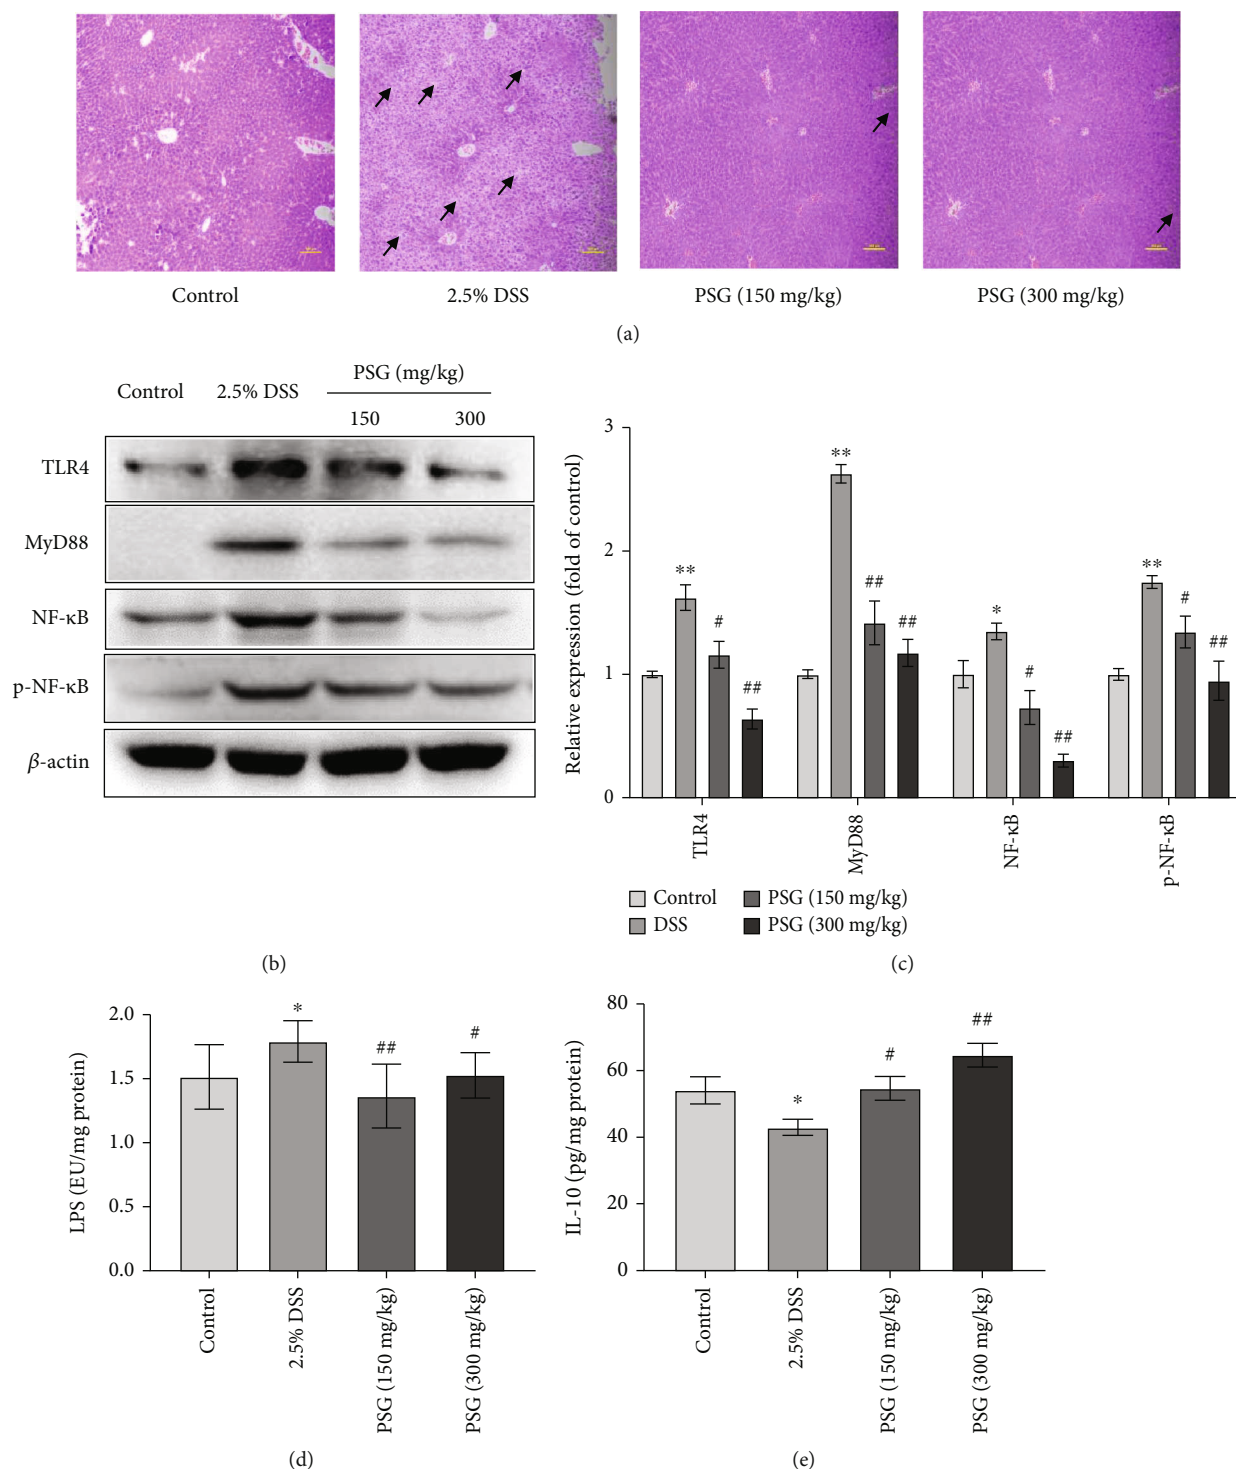 Control
2.5% DSS
PSG (150 mg/kg)
PSG (300 mg/kg)
(a)
PSG (mg/kg)
Control
2.5% DSS
150
300
TLR4
MyD88
NF-κB
p-NF-κB
β-actin
(b)
Relative expression (fold of control)
3
2
1
0
**
#
##
**
##
##
*
#
##
**
#
##
TLR4
MyD88
NF-κB
p-NF-κB
Control
DSS
PSG (150 mg/kg)
PSG (300 mg/kg)
(c)
LPS (EU/mg protein)
2.0
1.5
1.0
0.5
0.0
*
##
#
Control
2.5% DSS
PSG (150 mg/kg)
PSG (300 mg/kg)
(d)
IL-10 (pg/mg protein)
80
60
40
20
0
*
#
##
Control
2.5% DSS
PSG (150 mg/kg)
PSG (300 mg/kg)
(e)